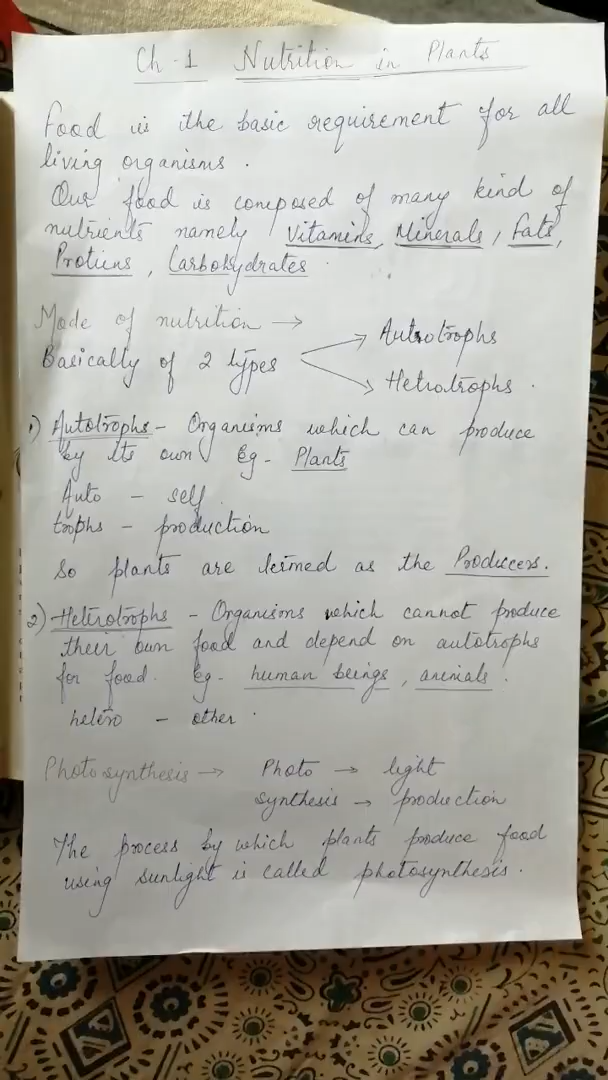 Ch - 1 Nutrition in Plants
Food is the basic requirement for all
living organisms.
Our food is composed of many kind of
nutrients namely Vitamins, Minerals, Fats,
Protiens, Carbohydrates.
Mode of nutrition →
Basically of 2 types
Autotrophs
Hetrotrophs.
1) Autotrophs - Organisms which can produce
by its own. Eg - Plants
Auto - self
trophs - production
So plants are termed as the Producers.
2) Heterotrophs - Organisms which cannot produce
their own food and depend on autotrophs
for food. Eg - human beings, animals.
hetero - other.
Photosynthesis → Photo → light
synthesis → production
The process by which plants produce food
using sunlight is called photosynthesis.